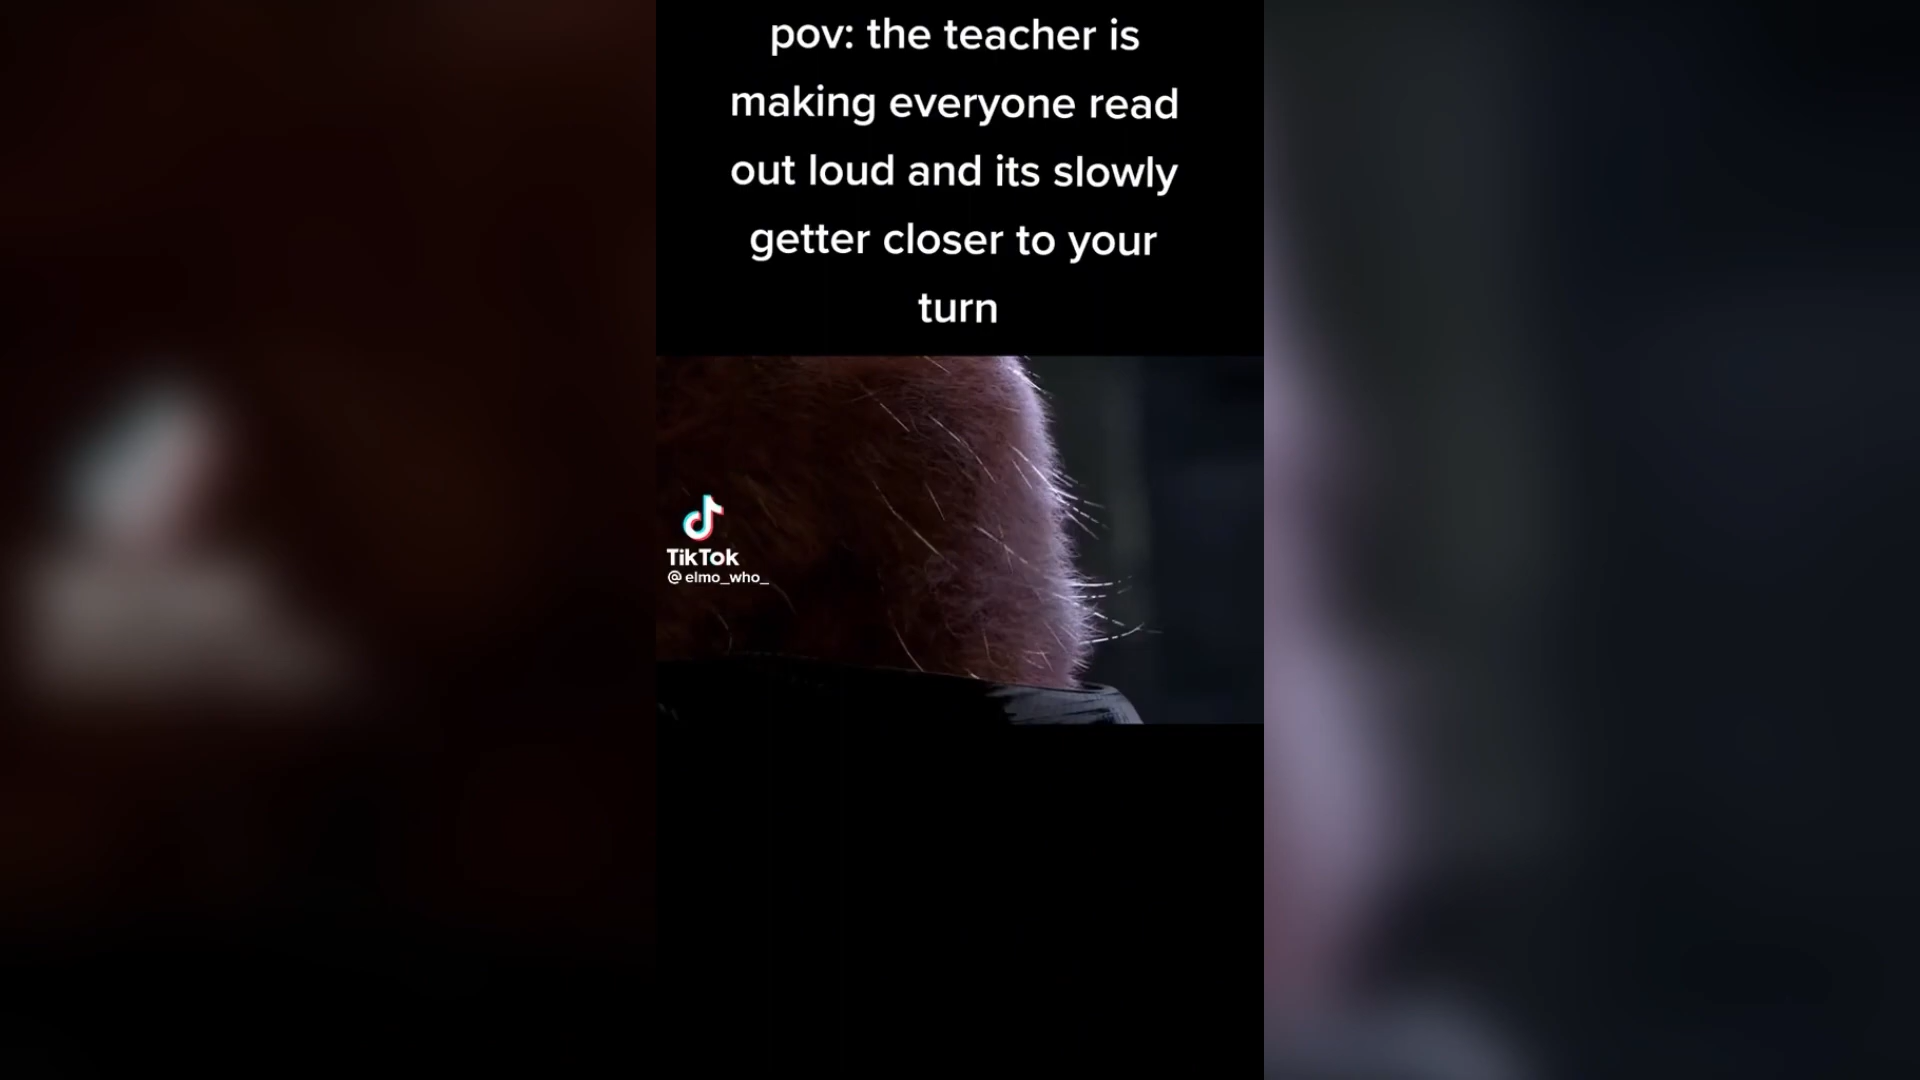 pov: the teacher is
making everyone read
out loud and its slowly
getter closer to your
turn
TikTok
@elmo_who_